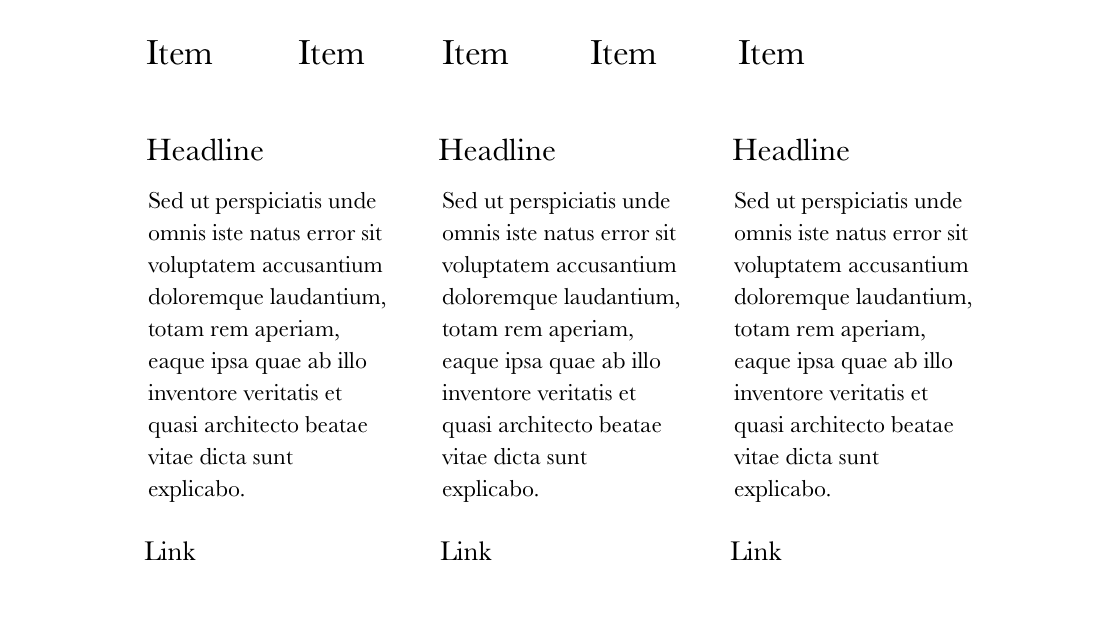 Item Item Item Item Item
Headline
Sed ut perspiciatis unde
omnis iste natus error sit
voluptatem accusantium
doloremque laudantium,
totam rem aperiam,
eaque ipsa quae ab illo
inventore veritatis et
quasi architecto beatae
vitae dicta sunt
explicabo.
Link
Headline
Sed ut perspiciatis unde
omnis iste natus error sit
voluptatem accusantium
doloremque laudantium,
totam rem aperiam,
eaque ipsa quae ab illo
inventore veritatis et
quasi architecto beatae
vitae dicta sunt
explicabo.
Link
Headline
Sed ut perspiciatis unde
omnis iste natus error sit
voluptatem accusantium
doloremque laudantium,
totam rem aperiam,
eaque ipsa quae ab illo
inventore veritatis et
quasi architecto beatae
vitae dicta sunt
explicabo.
Link